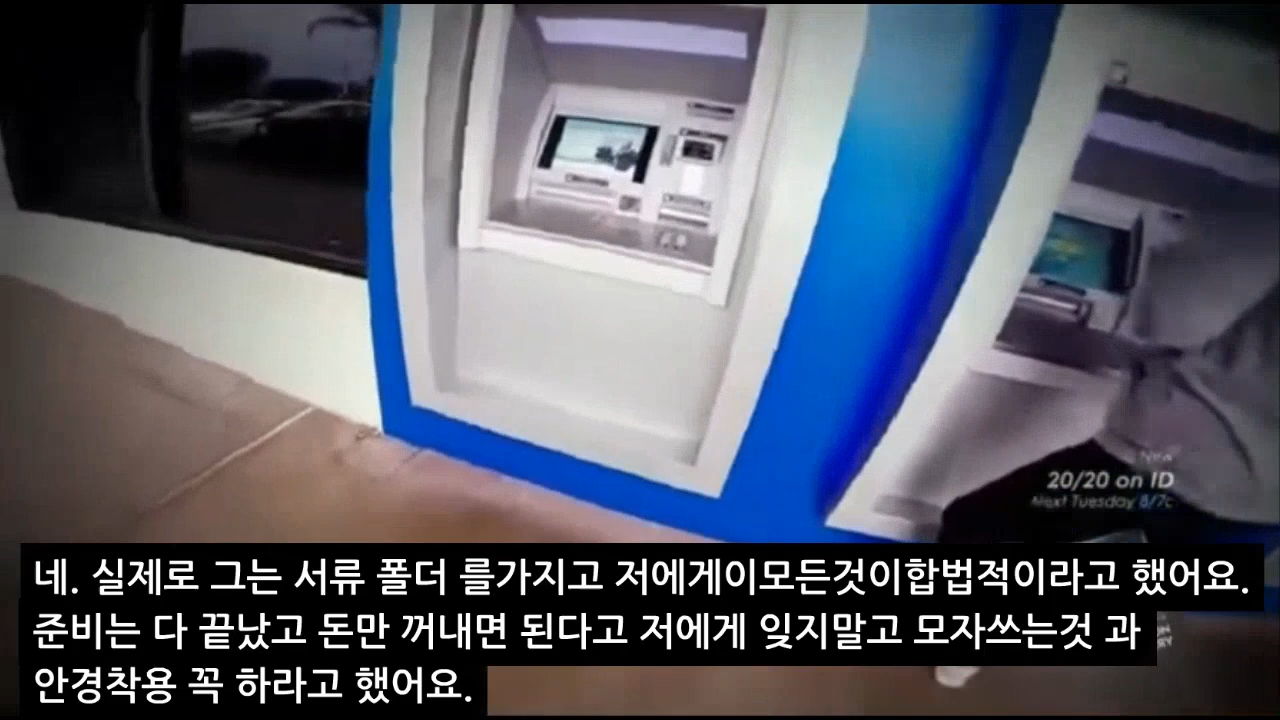 New
20/20 on ID
Next Tuesday 8/7c
네. 실제로 그는 서류 폴더 를가지고 저에게이모든것이합법적이라고 했어요.
준비는 다 끝났고 돈만 꺼내면 된다고 저에게 잊지말고 모자쓰는것 과
안경착용 꼭 하라고 했어요.